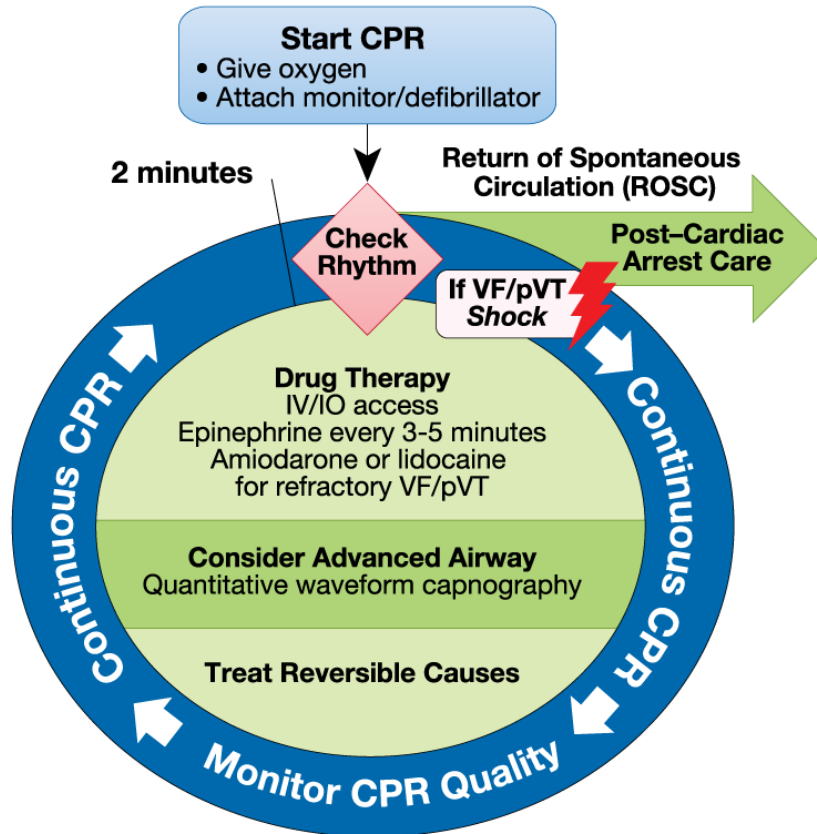 Start CPR
• Give oxygen
• Attach monitor/defibrillator
2 minutes
Return of Spontaneous
Circulation (ROSC)
Post–Cardiac
Arrest Care
Check
Rhythm
If VF/pVT
Shock
Drug Therapy
IV/IO access
Epinephrine every 3-5 minutes
Amiodarone or lidocaine
for refractory VF/pVT
Consider Advanced Airway
Quantitative waveform capnography
Treat Reversible Causes
Continuous CPR
Monitor CPR Quality
Continuous CPR